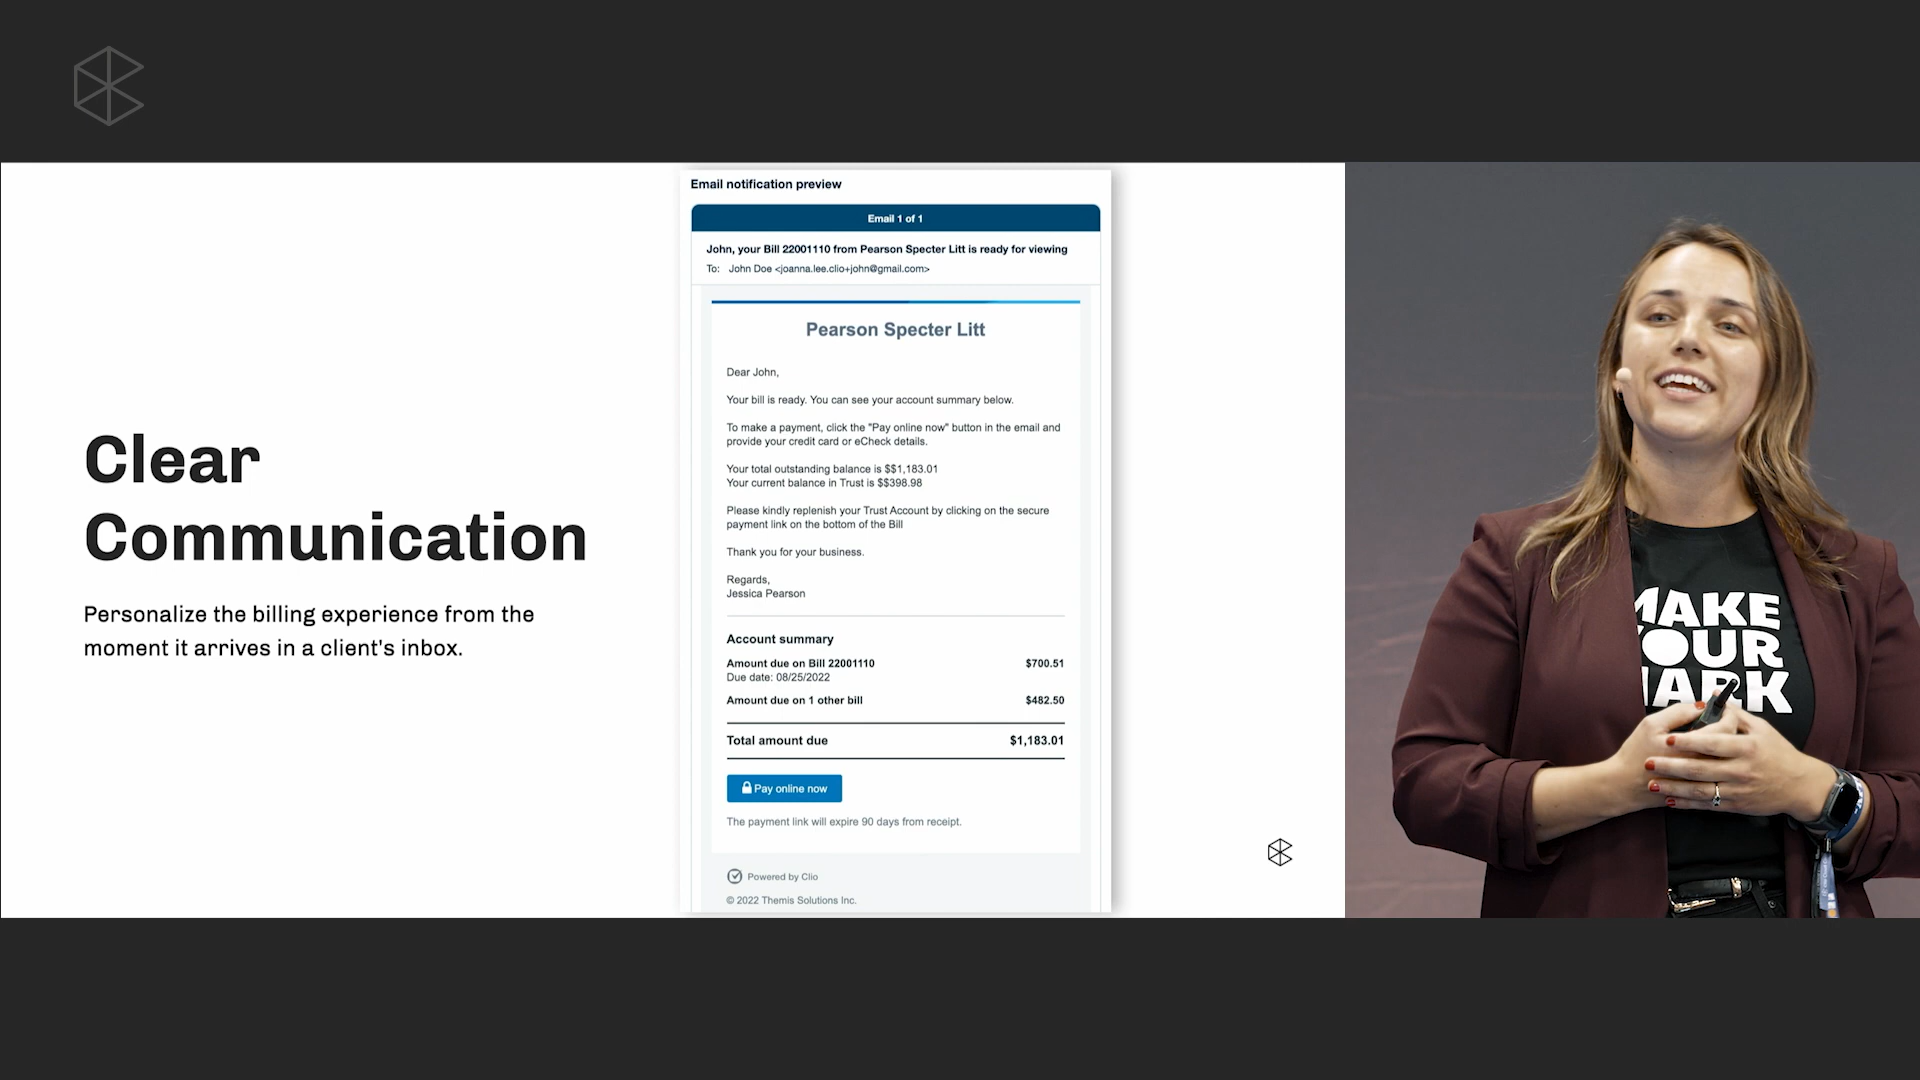 Clear
Communication
Personalize the billing experience from the
moment it arrives in a client's inbox.
Email notification preview
Email 1 of 1
John, your Bill 22001110 from Pearson Specter Litt is ready for viewing
To: John Doe <joanna.lee.clio+john@gmail.com>
Pearson Specter Litt
Dear John,
Your bill is ready. You can see your account summary below.
To make a payment, click the "Pay online now" button in the email and
provide your credit card or eCheck details.
Your total outstanding balance is $$1,183.01
Your current balance in Trust is $$398.98
Please kindly replenish your Trust Account by clicking on the secure
payment link on the bottom of the Bill
Thank you for your business.
Regards,
Jessica Pearson
Account summary
Amount due on Bill 22001110 $700.51
Due date: 08/25/2022
Amount due on 1 other bill $482.50
Total amount due $1,183.01
Pay online now
The payment link will expire 90 days from receipt.
Powered by Clio
© 2022 Themis Solutions Inc.
MAKE
YOUR
MARK